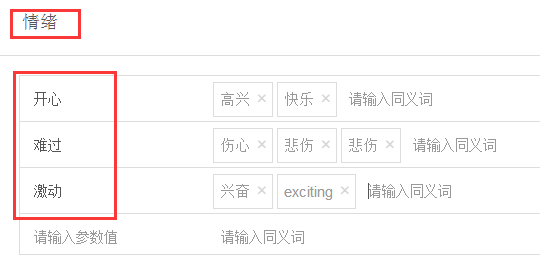 情绪
开心 高兴 × 快乐 × 请输入同义词
难过 伤心 × 悲伤 × 悲伤 × 请输入同义词
激动 兴奋 × exciting × 请输入同义词
请输入参数值 请输入同义词